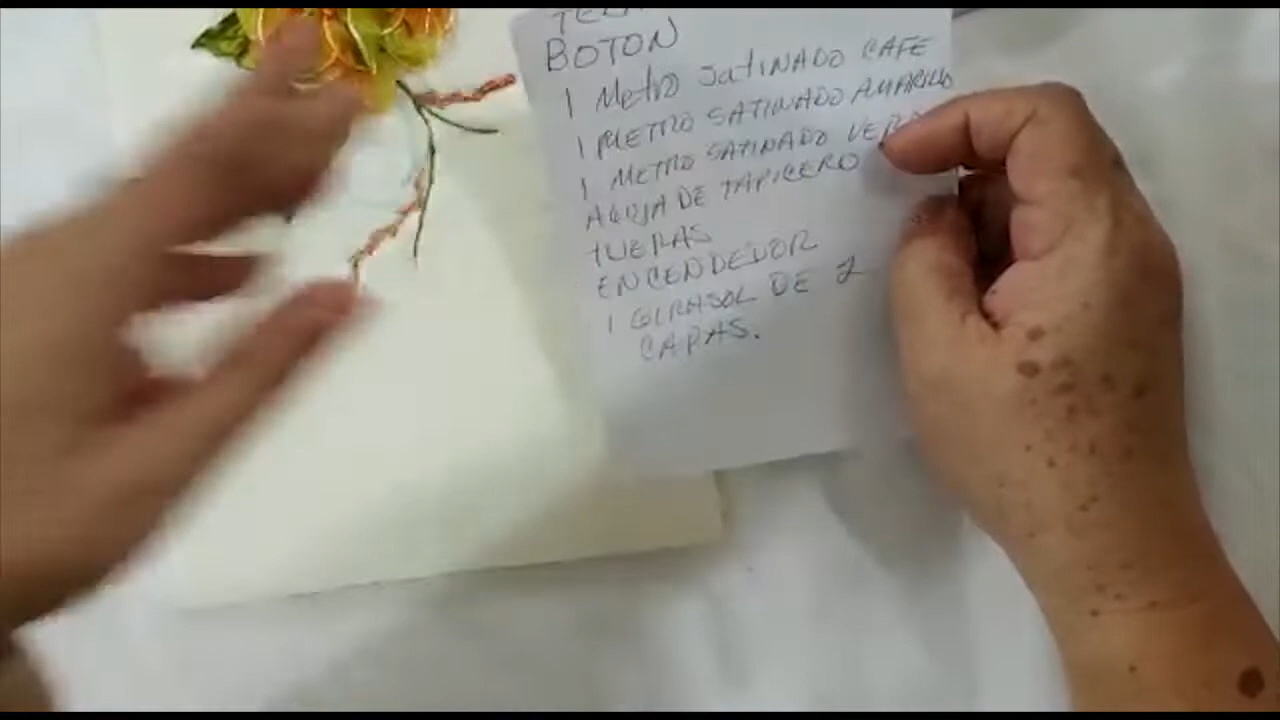 BOTON
1 Metro SatINADO CAFE
1 METRO SATINADO AMARILLO
1 METRO SATINADO
AGUJA DE TAPICERO
tIJERAS
ENCENDEDOR
1 GIRASOL DE 2
CAPAS.